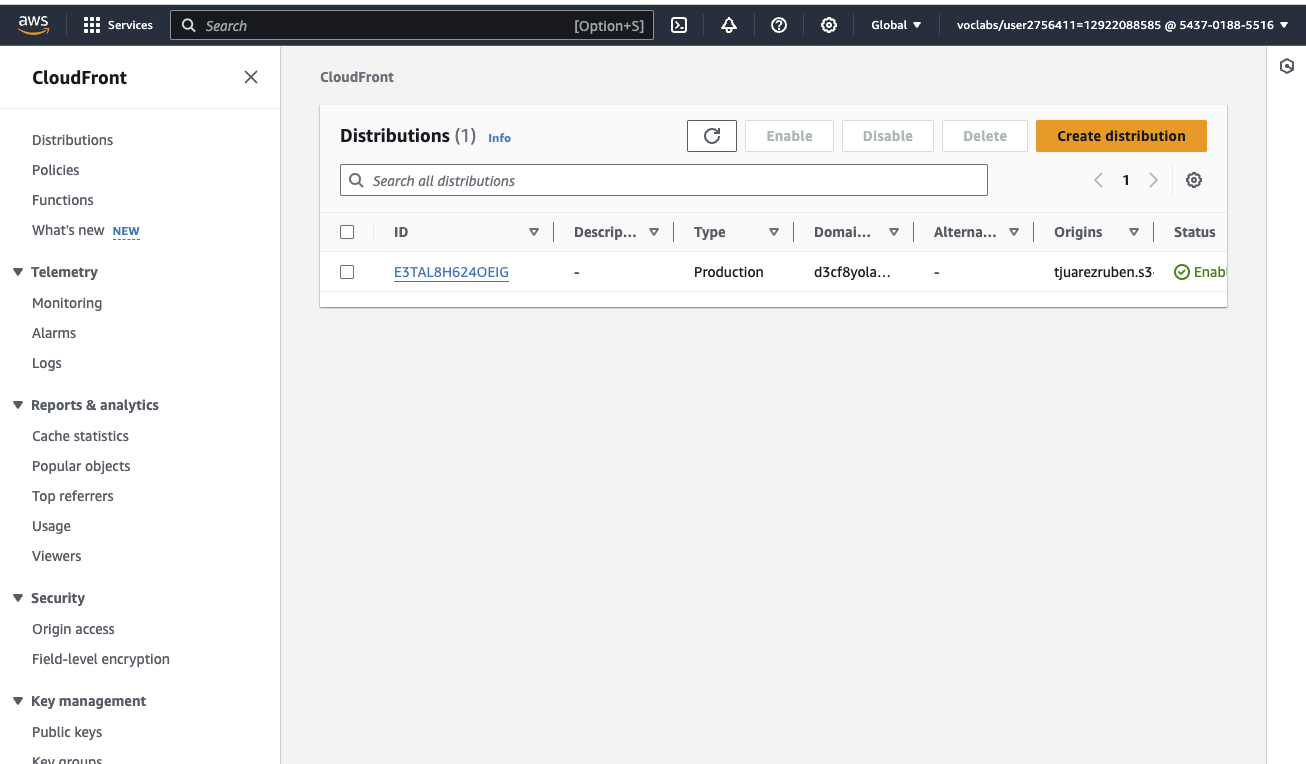 aws
Services
Search
[Option+S]
Global
voclabs/user2756411=12922088585 @ 5437-0188-5516
CloudFront
Distributions
Policies
Functions
What's new NEW
Telemetry
Monitoring
Alarms
Logs
Reports & analytics
Cache statistics
Popular objects
Top referrers
Usage
Viewers
Security
Origin access
Field-level encryption
Key management
Public keys
Key groups
CloudFront
Distributions (1) Info
Enable
Disable
Delete
Create distribution
Search all distributions
1
ID
Descrip...
Type
Domai...
Alterna...
Origins
Status
E3TAL8H624OEIG
-
Production
d3cf8yola...
-
tjuarezruben.s3-
Enabl